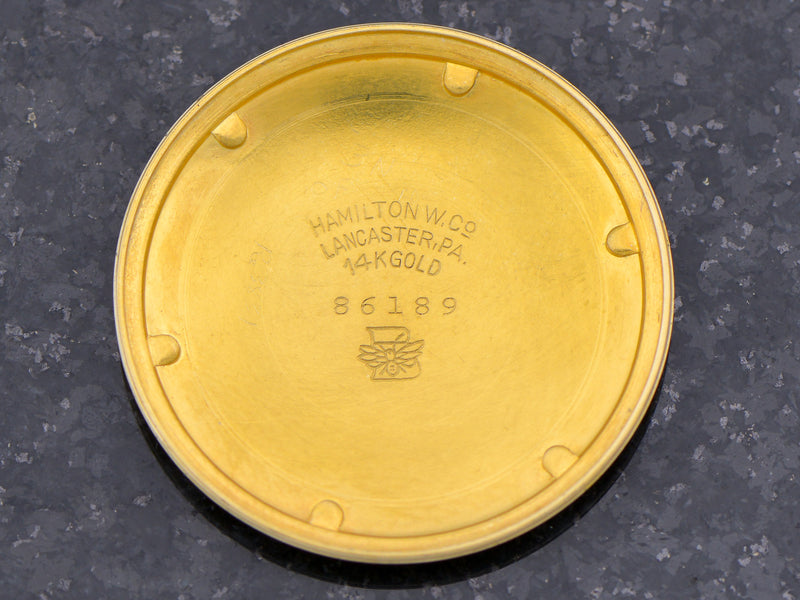 HAMILTON W. Co
LANCASTER, PA.
14K GOLD
86189
B